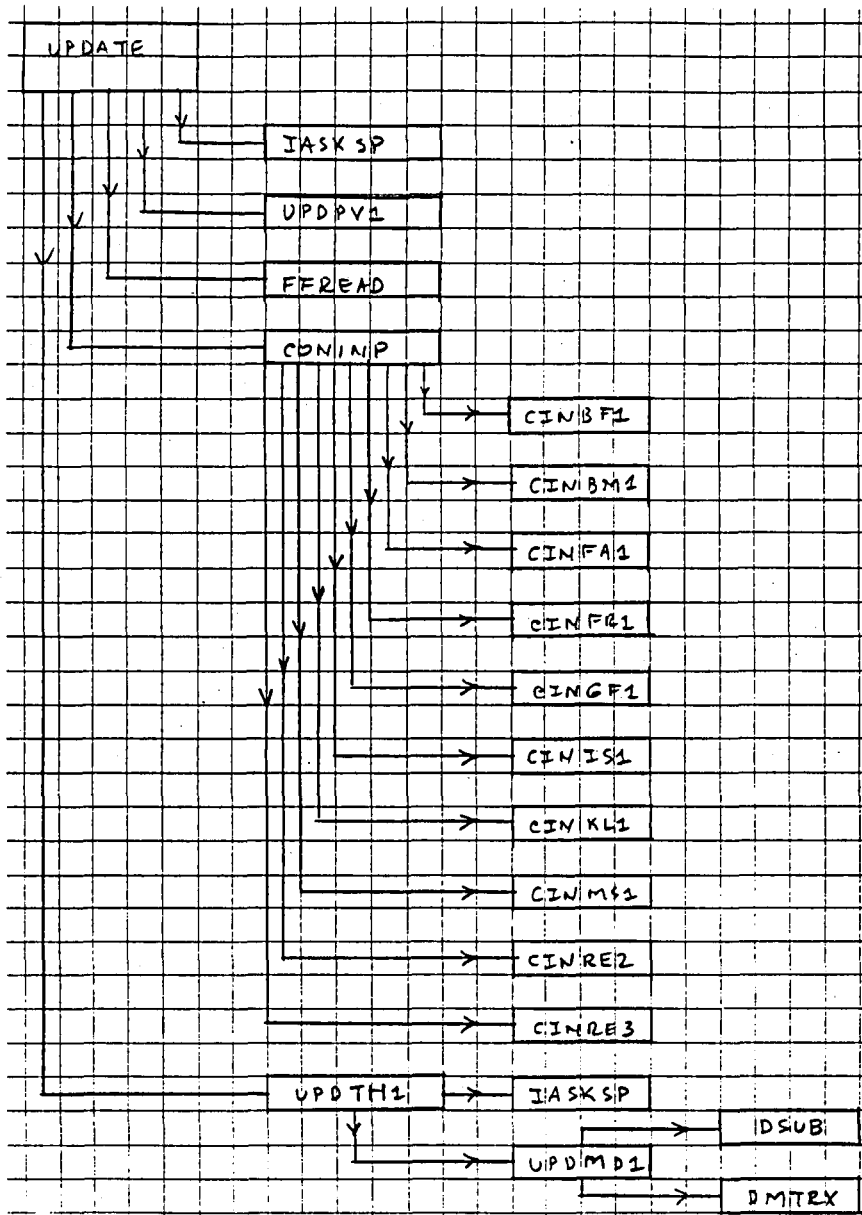 UPDATE
IASKSP
UPDPV1
FFREAD
CONINP
CINBF1
CINBM1
CINFA1
CINFR1
CINGF1
CINIS1
CINKL1
CINMS1
CINRE2
CINRE3
UPDTH1 IASKSP
IDSUB
UPDMD1
DMTRX